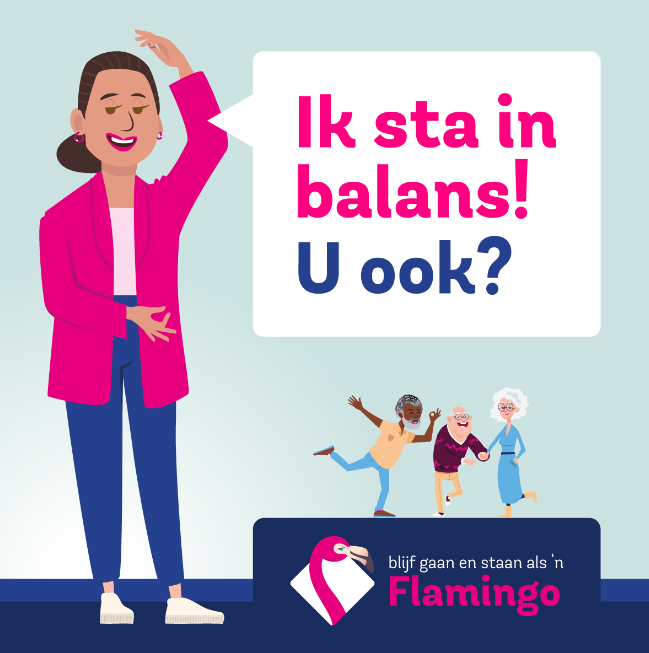 Ik sta in
balans!
U ook?
blijf gaan en staan als ‘n
Flamingo